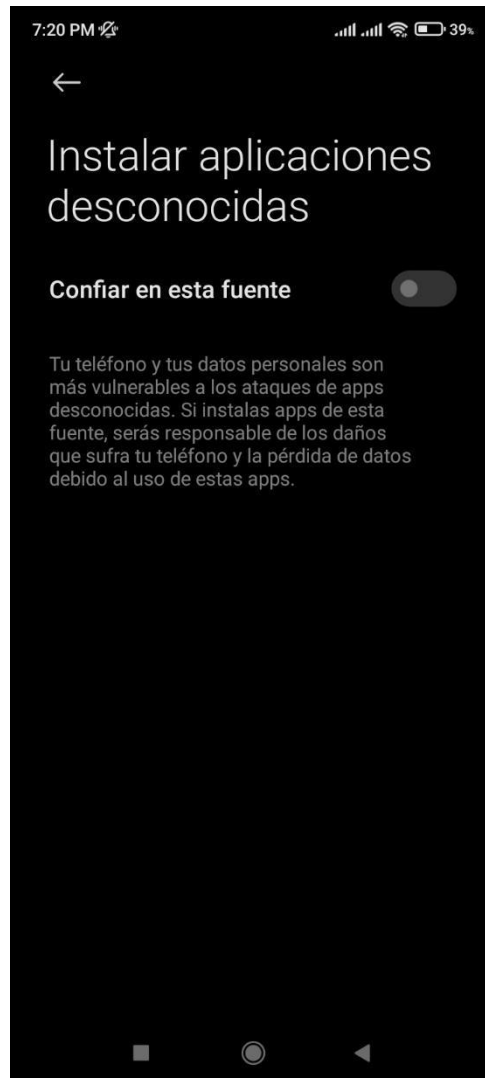 7:20 PM 39%
Instalar aplicaciones
desconocidas
Confiar en esta fuente
Tu teléfono y tus datos personales son
más vulnerables a los ataques de apps
desconocidas. Si instalas apps de esta
fuente, serás responsable de los daños
que sufra tu teléfono y la pérdida de datos
debido al uso de estas apps.